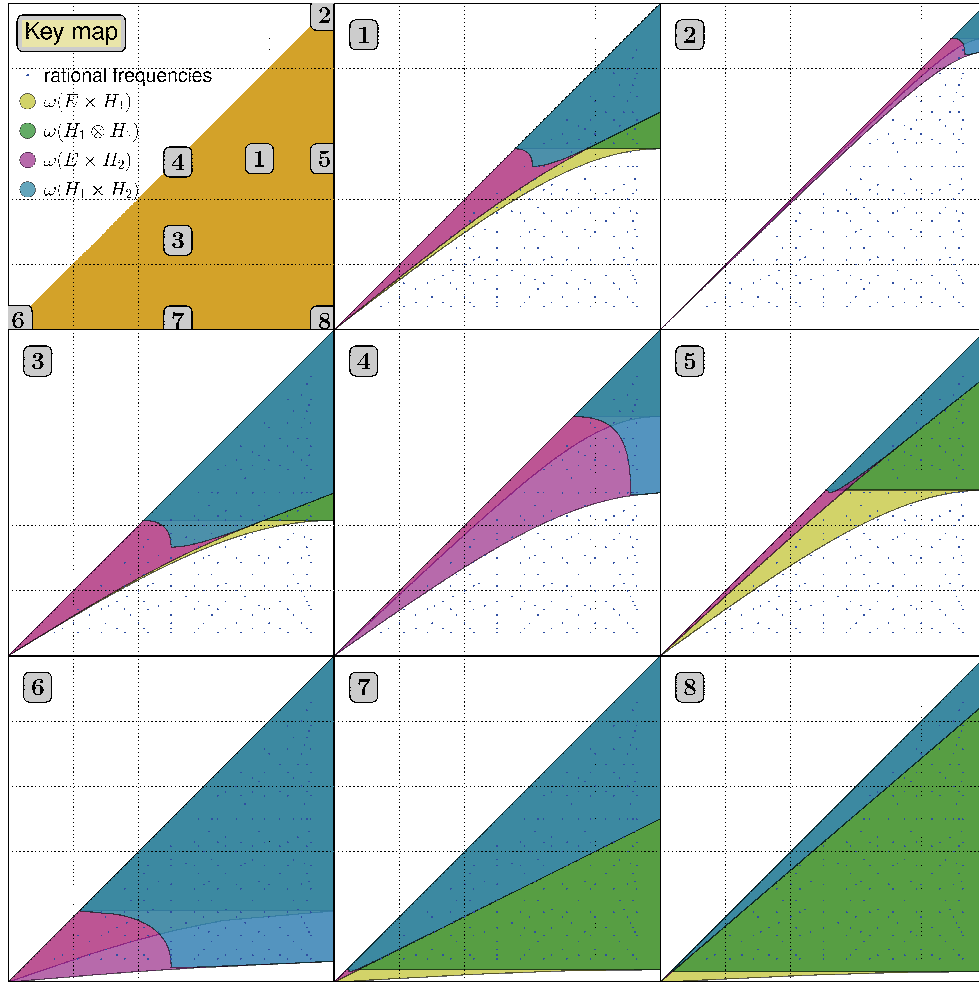 Key map
2
rational frequencies
ω(E × H₁)
ω(H₁ ⊗ H₁)
ω(E × H₂)
ω(H₁ × H₂)
4
1
5
3
6
7
8
1
2
3
4
5
6
7
8